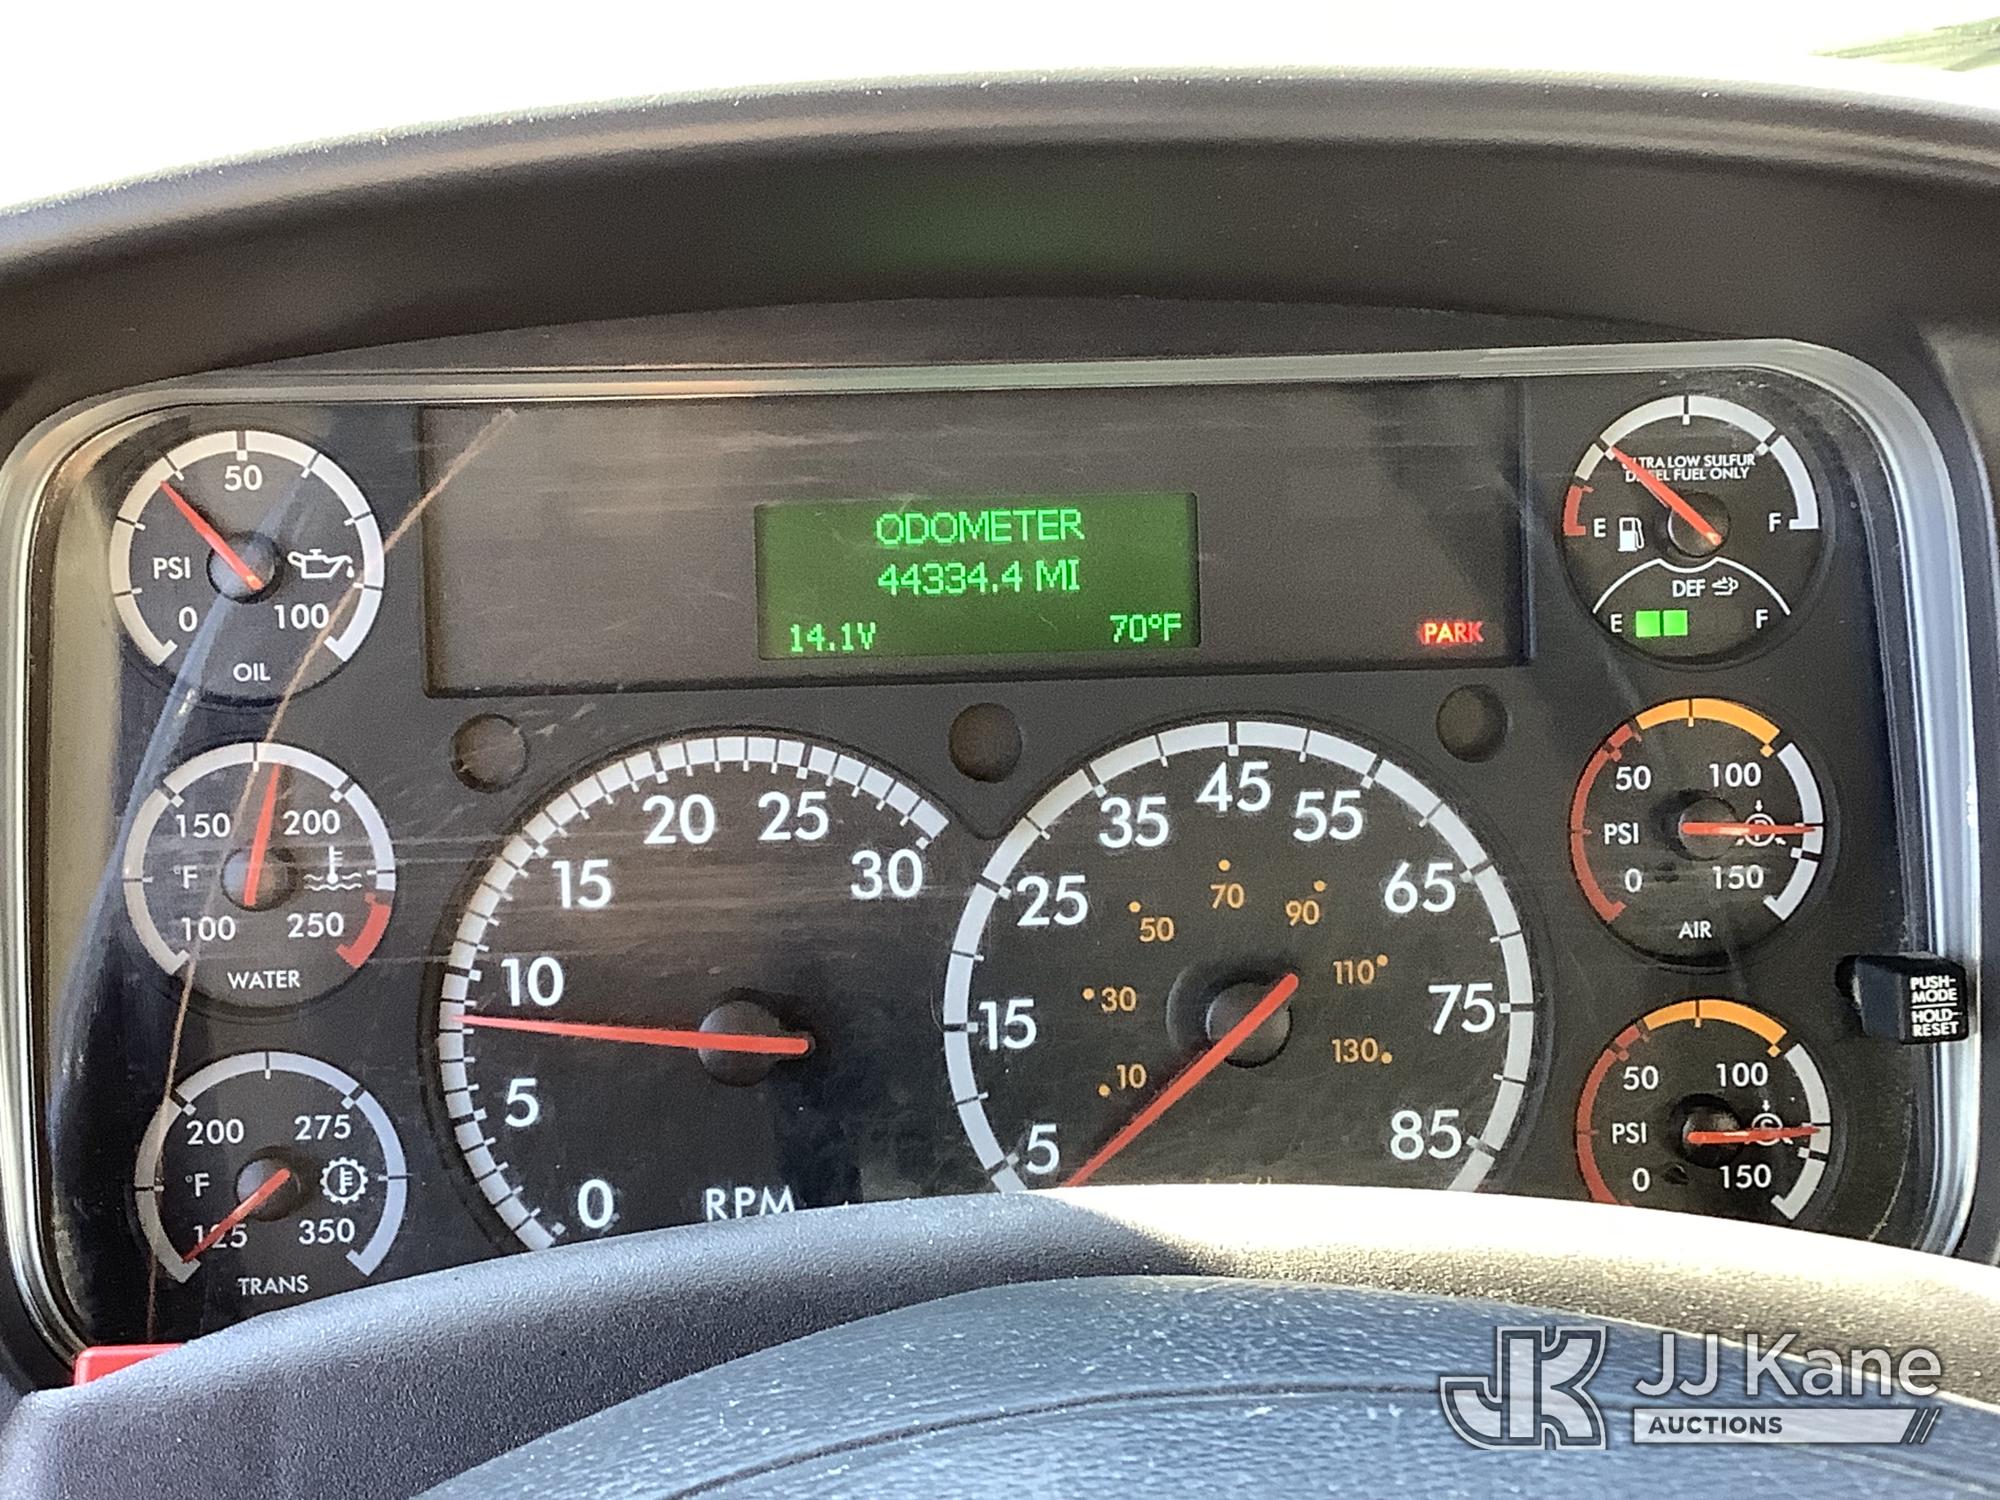 ODOMETER
44334.4 MI
14.1V
70°F
PARK
50
PSI
0
100
OIL
150
200
°F
100
250
WATER
200
275
°F
125
350
TRANS
0
5
10
15
20
25
30
RPM
5
15
25
35
45
55
65
75
85
10
30
50
70
90
110
130
ULTRA LOW SULFUR
DIESEL FUEL ONLY
E
F
DEF
E
F
50
100
PSI
0
150
AIR
50
100
PSI
0
150
PUSH-
MODE
HOLD-
RESET
JK
JJ Kane
AUCTIONS